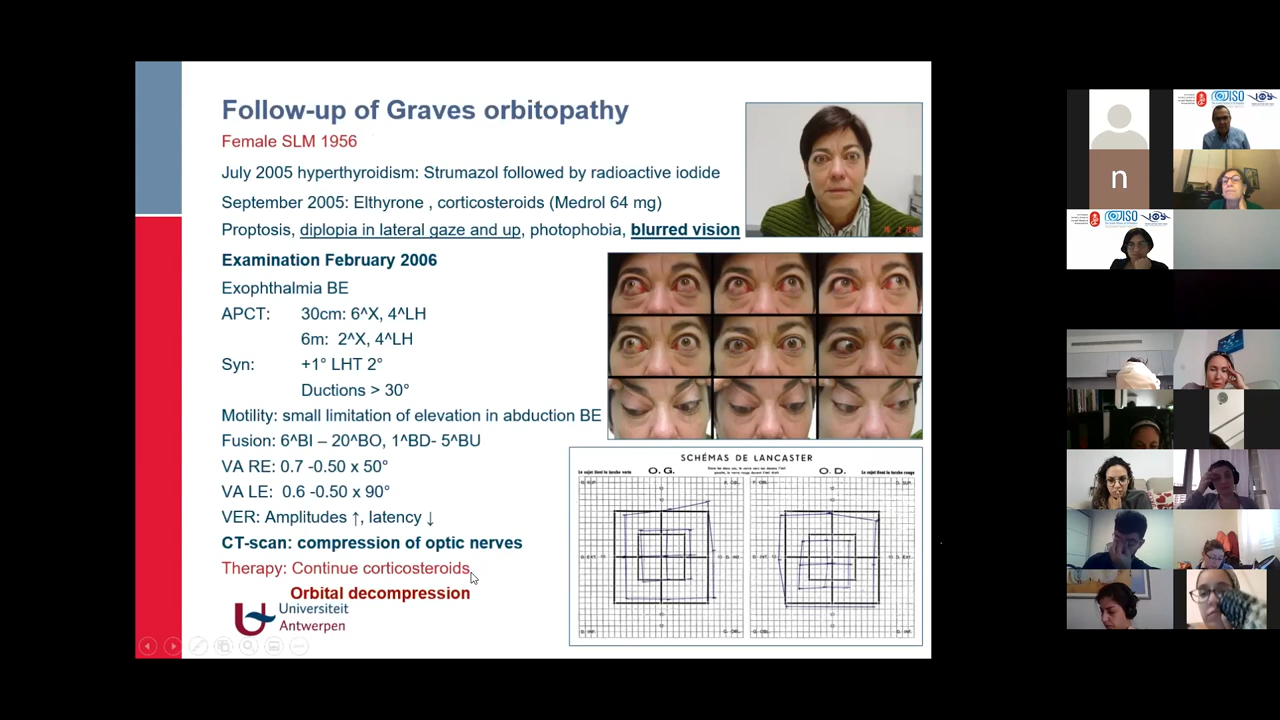 Follow-up of Graves orbitopathy
Female SLM 1956
July 2005 hyperthyroidism: Strumazol followed by radioactive iodide
September 2005: Elthyrone , corticosteroids (Medrol 64 mg)
Proptosis, diplopia in lateral gaze and up, photophobia, blurred vision
Examination February 2006
Exophthalmia BE
APCT: 30cm: 6^X, 4^LH
6m: 2^X, 4^LH
Syn: +1° LHT 2°
Ductions > 30°
Motility: small limitation of elevation in abduction BE
Fusion: 6^BI – 20^BO, 1^BD- 5^BU
VA RE: 0.7 -0.50 x 50°
VA LE: 0.6 -0.50 x 90°
VER: Amplitudes ↑, latency ↓
CT-scan: compression of optic nerves
Therapy: Continue corticosteroids
Orbital decompression
Universiteit
Antwerpen
SCHÉMAS DE LANCASTER
O. G.
O. D.
n
ISO
ISO